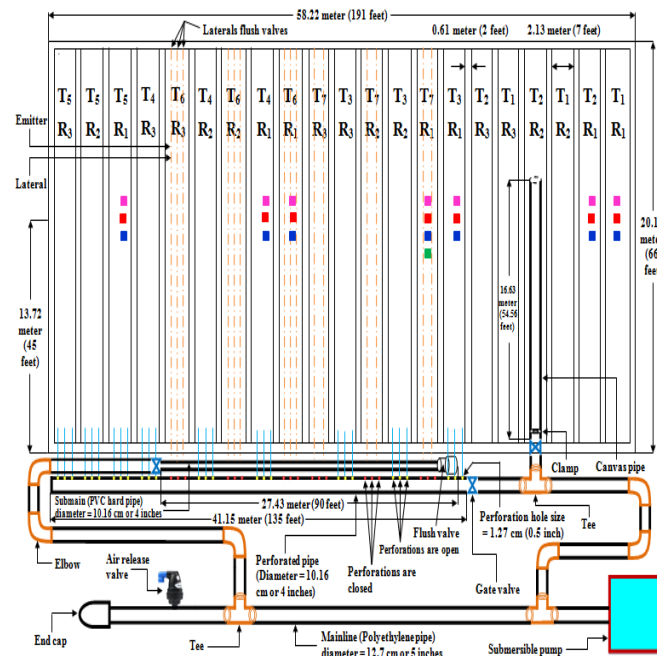 58.22 meter (191 feet)
Laterals flush valves
0.61 meter (2 feet)
2.13 meter (7 feet)
T5 T5 T5 T4 T6 T4 T6 T4 T6 T7 T3 T7 T3 T7 T3 T2 T1 T2 T1 T2 T1
R3 R2 R1 R3 R3 R2 R2 R1 R1 R3 R3 R2 R2 R1 R1 R3 R3 R2 R2 R1 R1
Emitter
Lateral
13.72
meter
(45
feet)
16.63
meter
(54.56
feet)
20.1
meter
(66
feet)
Submain (PVC hard pipe)
diameter = 10.16 cm or 4 inches
27.43 meter (90 feet)
41.15 meter (135 feet)
Clamp
Canvas pipe
Tee
Flush valve
Perforation hole size
= 1.27 cm (0.5 inch)
Perforations are open
Perforated pipe
(Diameter = 10.16
cm or 4 inches)
Perforations are
closed
Gate valve
Elbow
Air release
valve
End cap
Tee
Mainline (Polyethylene pipe)
diameter = 12.7 cm or 5 inches
Submersible pump